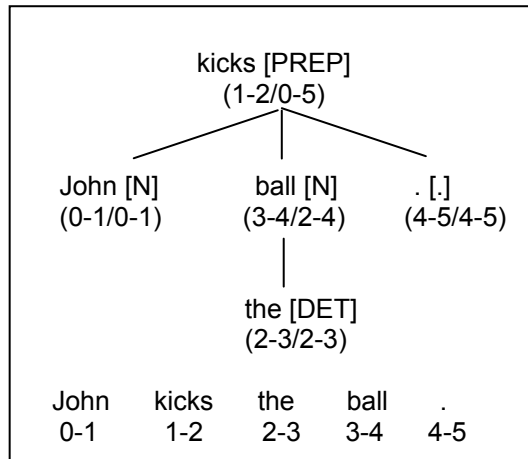 kicks [PREP]
(1-2/0-5)
John [N] ball [N] . [.]
(0-1/0-1) (3-4/2-4) (4-5/4-5)
the [DET]
(2-3/2-3)
John kicks the ball .
0-1 1-2 2-3 3-4 4-5